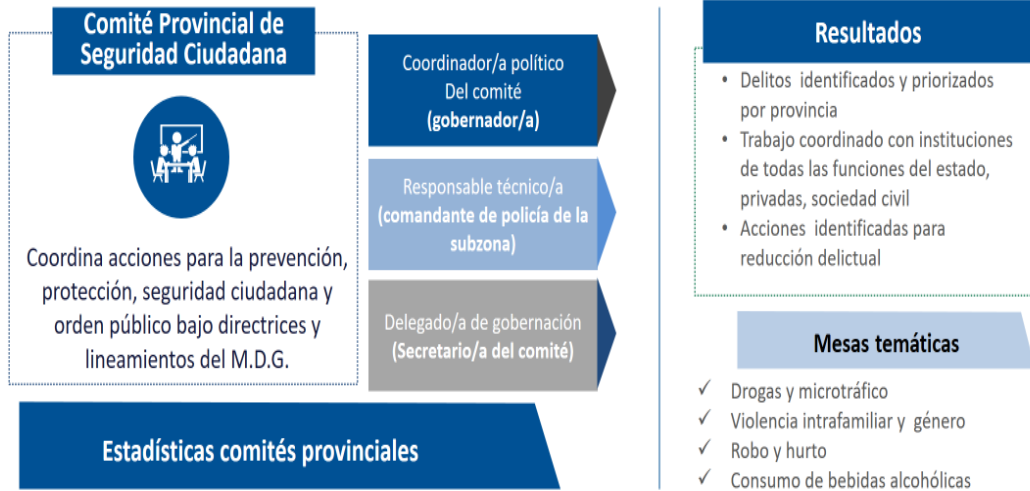 Comité Provincial de
Seguridad Ciudadana
Coordina acciones para la prevención,
protección, seguridad ciudadana y
orden público bajo directrices y
lineamientos del M.D.G.
Coordinador/a político
Del comité
(gobernador/a)
Responsable técnico/a
(comandante de policía de la
subzona)
Delegado/a de gobernación
(Secretario/a del comité)
Estadísticas comités provinciales
Resultados
• Delitos identificados y priorizados
por provincia
• Trabajo coordinado con instituciones
de todas las funciones del estado,
privadas, sociedad civil
• Acciones identificadas para
reducción delictual
Mesas temáticas
✓ Drogas y microtráfico
✓ Violencia intrafamiliar y género
✓ Robo y hurto
✓ Consumo de bebidas alcohólicas